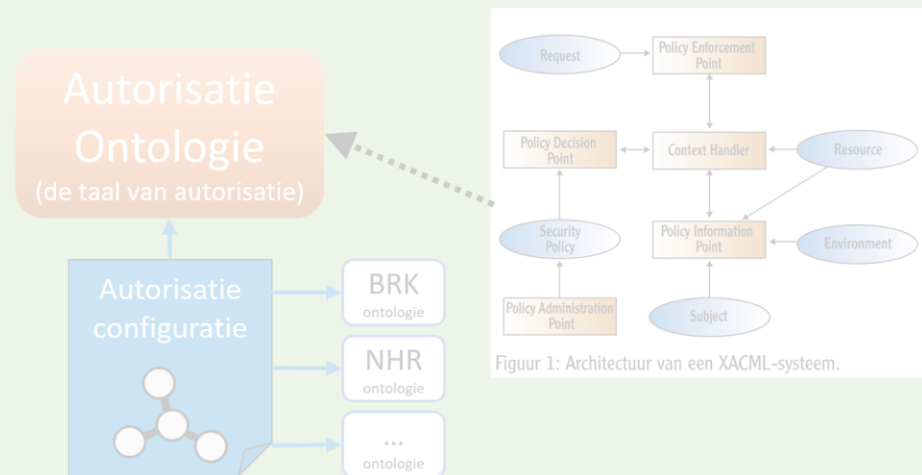 Autorisatie
Ontologie
(de taal van autorisatie)
Autorisatie
configuratie
BRK
ontologie
NHR
ontologie
...
ontologie
Request
Policy Enforcement
Point
Policy Decision
Point
Context Handler
Resource
Security
Policy
Policy Information
Point
Environment
Policy Administration
Point
Subject
Figuur 1: Architectuur van een XACML-systeem.